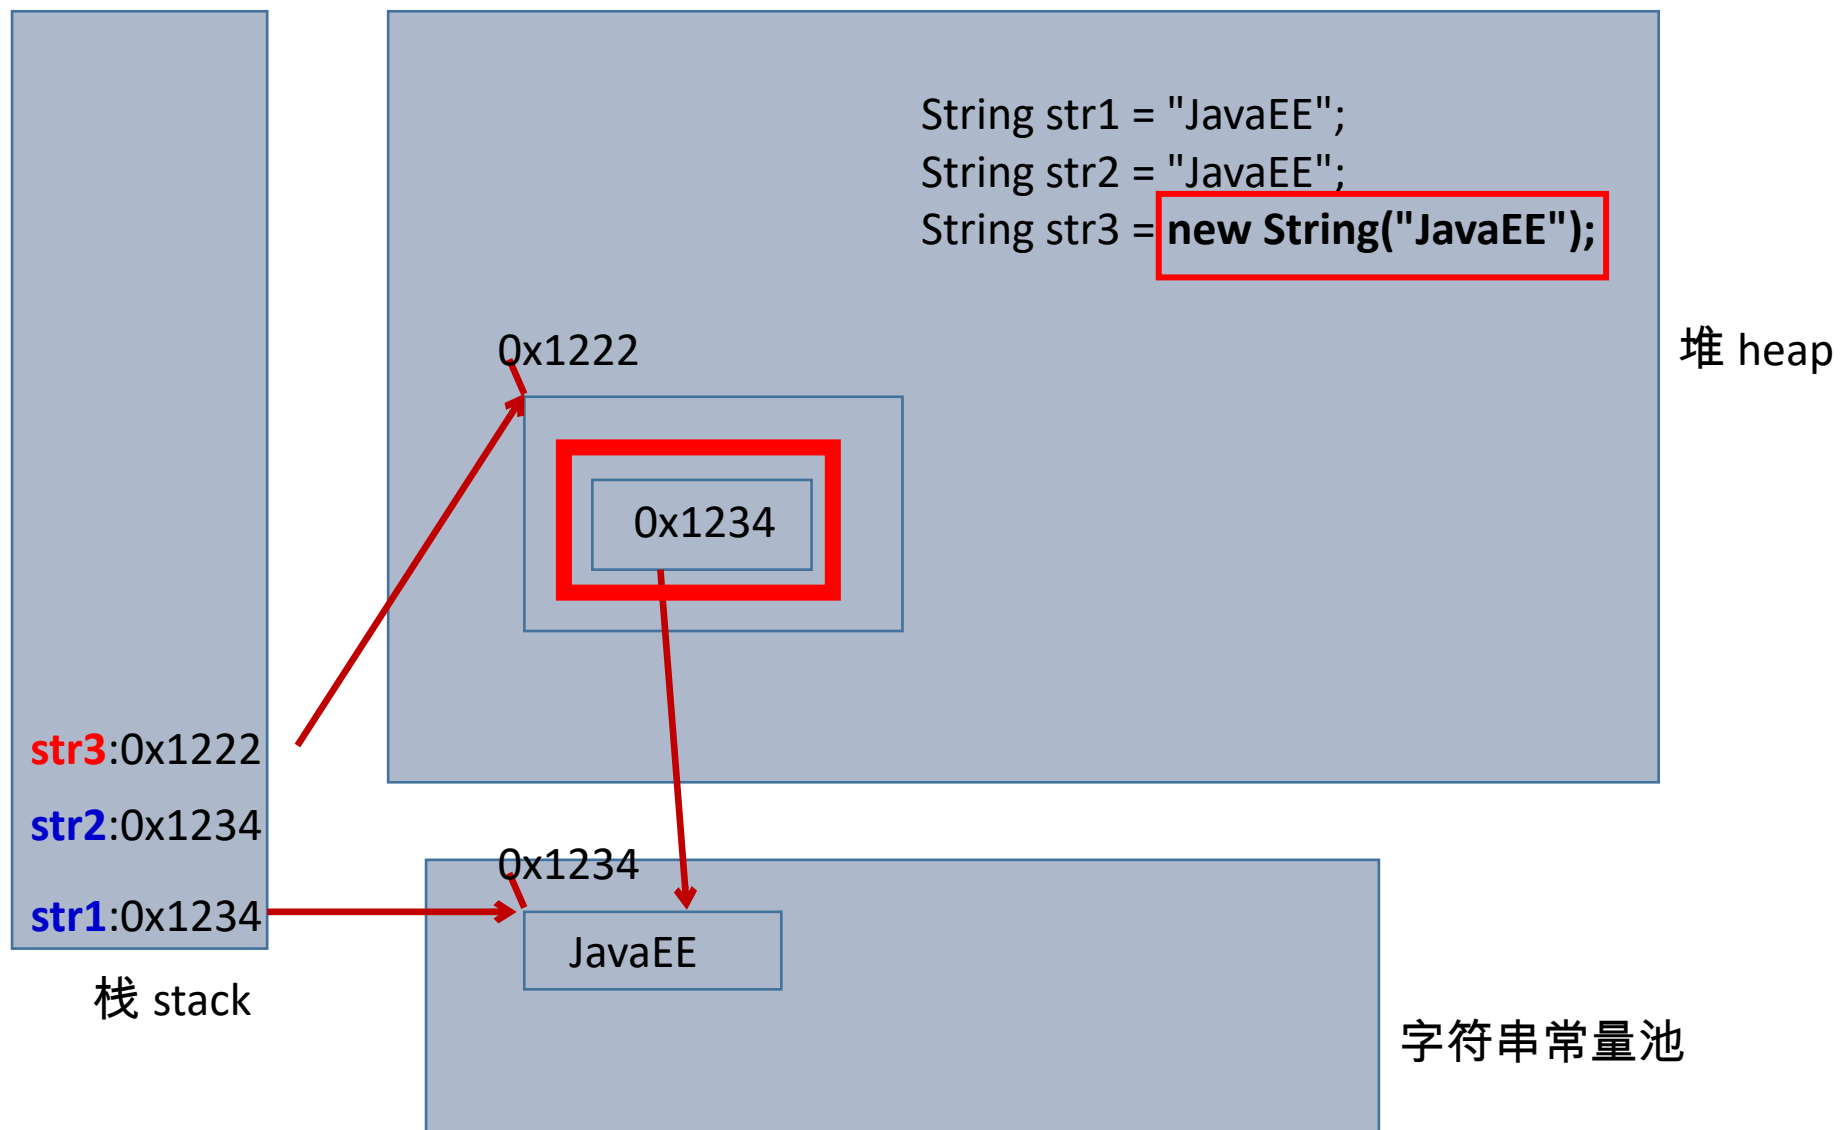 String str1 = "JavaEE";
String str2 = "JavaEE";
String str3 = new String("JavaEE");
0x1222
堆 heap
0x1234
str3:0x1222
str2:0x1234
str1:0x1234
0x1234
JavaEE
栈 stack
字符串常量池